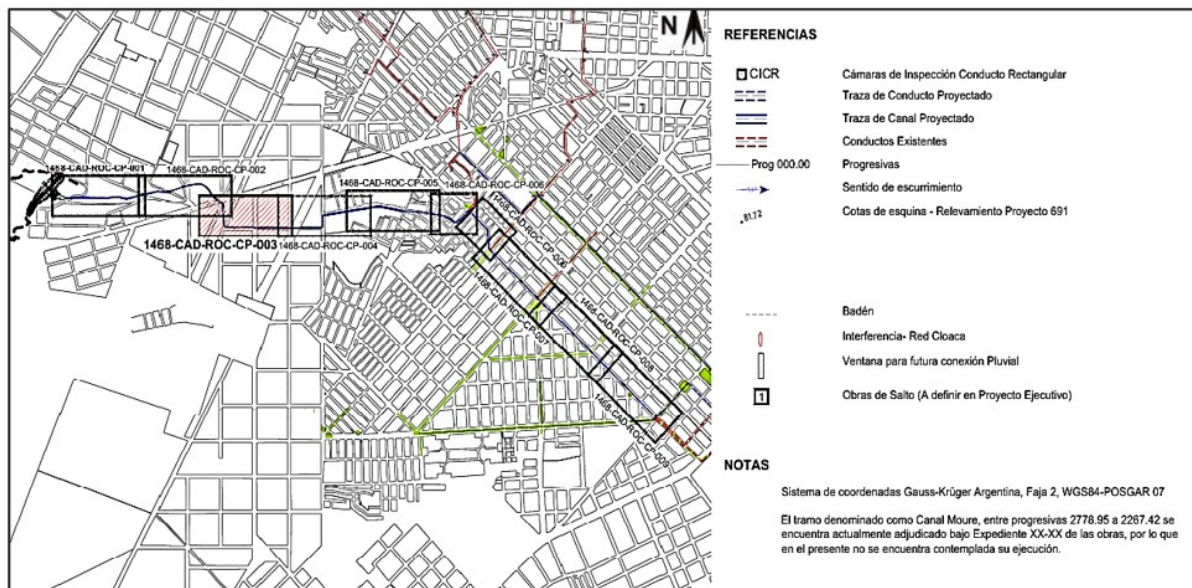 N
1468-CAD-ROC-CP-001
1468-CAD-ROC-CP-002
1468-CAD-ROC-CP-003
1468-CAD-ROC-CP-004
1468-CAD-ROC-CP-005
1468-CAD-ROC-CP-006
1468-CAD-ROC-CP-006
1468-CAD-ROC-CP-007
1468-CAD-ROC-CP-008
1468-CAD-ROC-CP-009
REFERENCIAS
CICR Cámaras de Inspección Conducto Rectangular
Traza de Conducto Proyectado
Traza de Canal Proyectado
Conductos Existentes
Prog 000.00 Progresivas
Sentido de escurrimiento
81.72 Cotas de esquina - Relevamiento Proyecto 691
Badén
Interferencia- Red Cloaca
Ventana para futura conexión Pluvial
1 Obras de Salto (A definir en Proyecto Ejecutivo)
NOTAS
Sistema de coordenadas Gauss-Krüger Argentina, Faja 2, WGS84-POSGAR 07
El tramo denominado como Canal Moure, entre progresivas 2778.95 a 2267.42 se
encuentra actualmente adjudicado bajo Expediente XX-XX de las obras, por lo que
en el presente no se encuentra contemplada su ejecución.